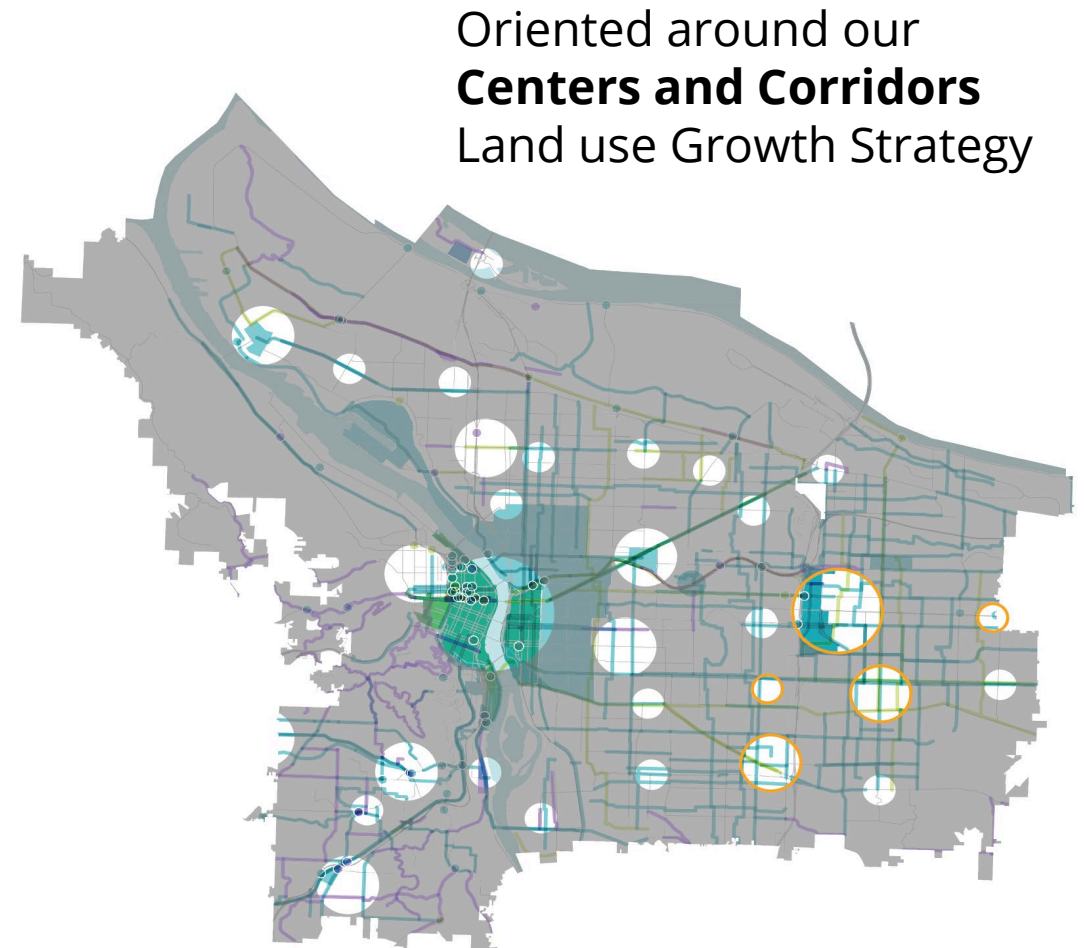 Oriented around our
Centers and Corridors
Land use Growth Strategy